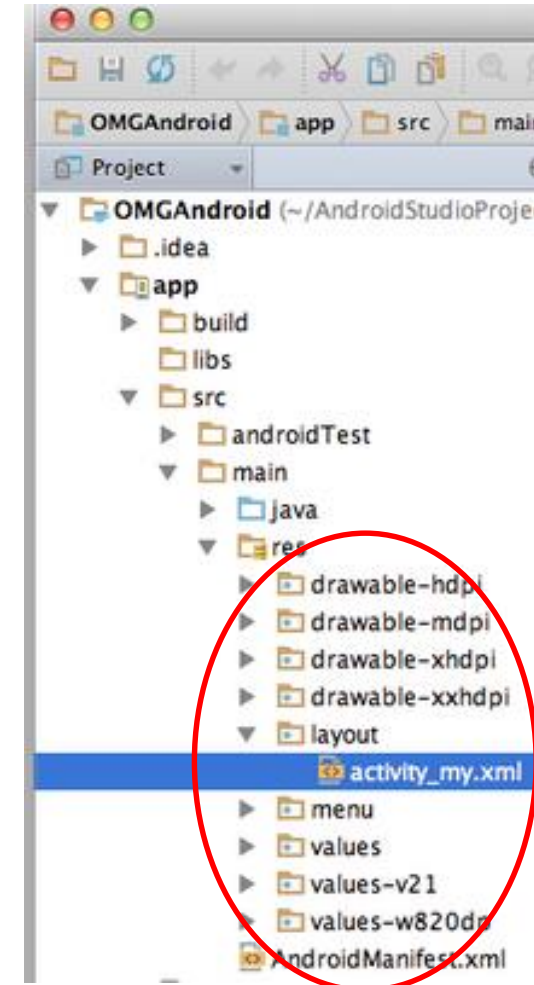 OMGAndroid app src main
Project
OMGAndroid (~/AndroidStudioProje
.idea
app
build
libs
src
androidTest
main
java
res
drawable-hdpi
drawable-mdpi
drawable-xhdpi
drawable-xxhdpi
layout
activity_my.xml
menu
values
values-v21
values-w820dp
AndroidManifest.xml